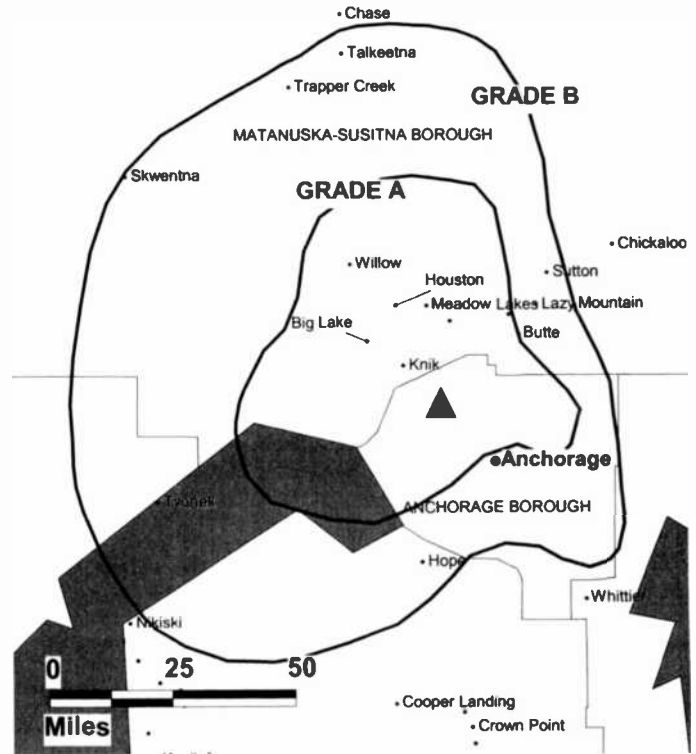 Chase
Talkeetna
Trapper Creek
GRADE B
MATANUSKA-SUSITNA BOROUGH
Skwentna
GRADE A
Chickaloo
Willow
Sutton
Houston
Meadow Lakes
Lazy Mountain
Big Lake
Butte
Knik
Anchorage
Tyonek
ANCHORAGE BOROUGH
Hope
Whittier
Nikiski
0 25 50
Miles
Cooper Landing
Crown Point